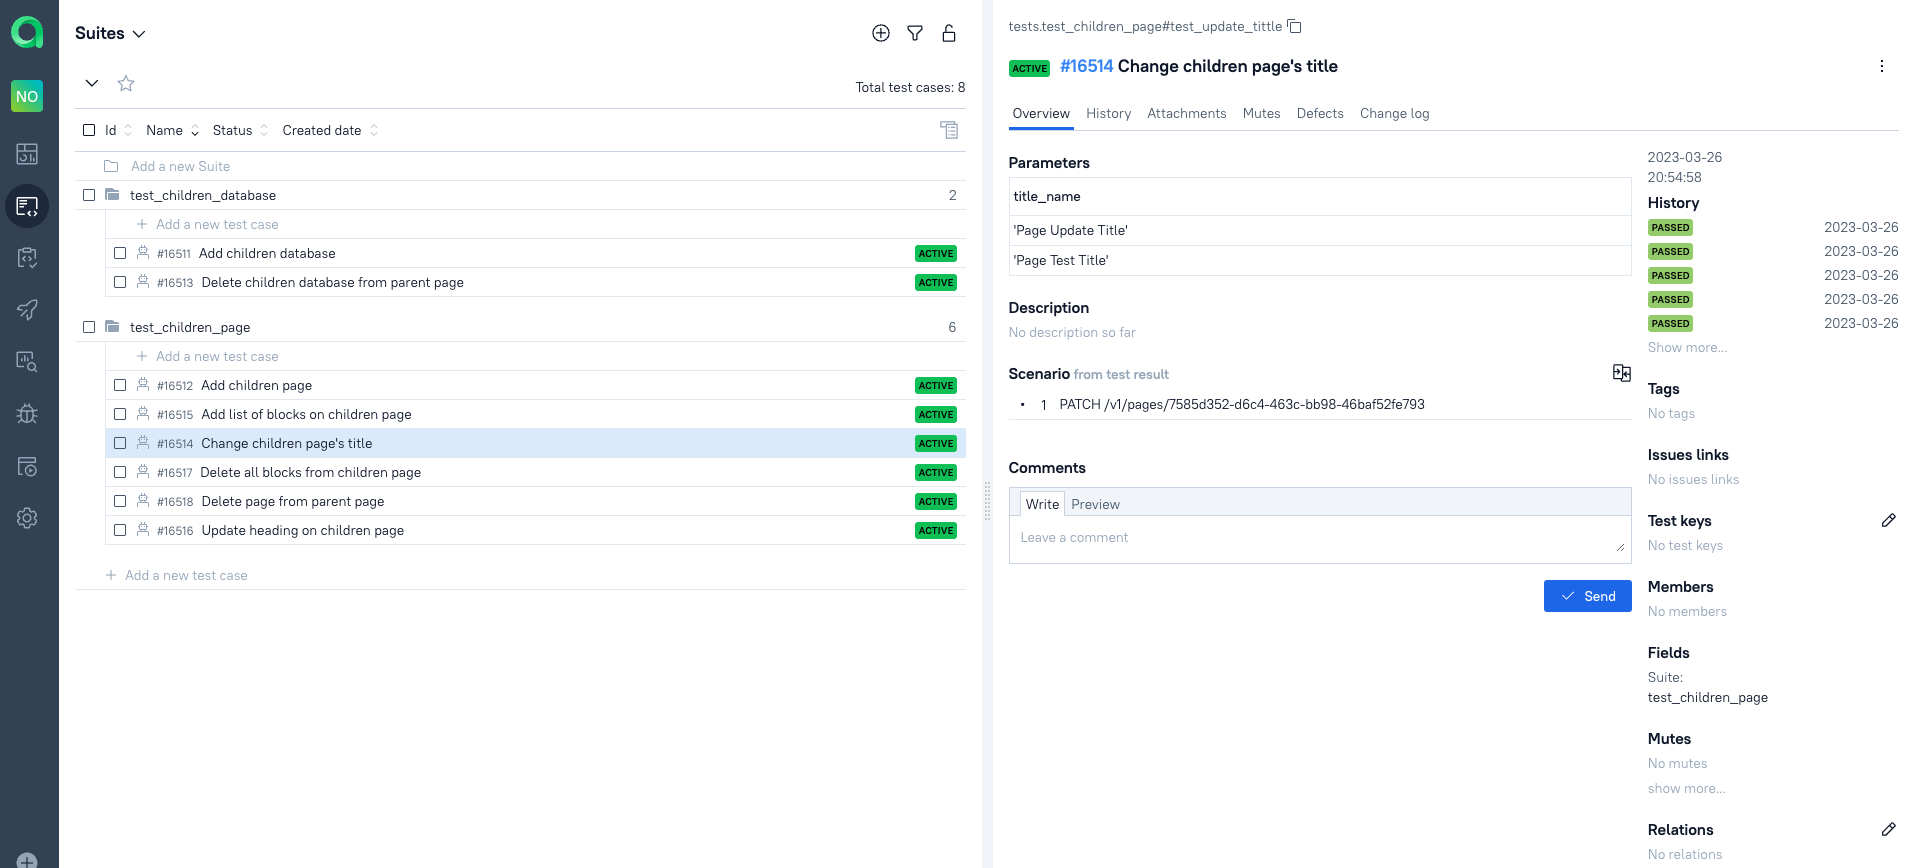 NO
Suites
Total test cases: 8
Id Name Status Created date
Add a new Suite
test_children_database 2
Add a new test case
#16511 Add children database ACTIVE
#16513 Delete children database from parent page ACTIVE
test_children_page 6
Add a new test case
#16512 Add children page ACTIVE
#16515 Add list of blocks on children page ACTIVE
#16514 Change children page's title ACTIVE
#16517 Delete all blocks from children page ACTIVE
#16518 Delete page from parent page ACTIVE
#16516 Update heading on children page ACTIVE
Add a new test case
tests.test_children_page#test_update_tittle
ACTIVE #16514 Change children page's title
Overview History Attachments Mutes Defects Change log
Parameters
title_name
'Page Update Title'
'Page Test Title'
Description
No description so far
Scenario from test result
• 1 PATCH /v1/pages/7585d352-d6c4-463c-bb98-46baf52fe793
Comments
Write Preview
Leave a comment
Send
2023-03-26
20:54:58
History
PASSED 2023-03-26
PASSED 2023-03-26
PASSED 2023-03-26
PASSED 2023-03-26
PASSED 2023-03-26
Show more...
Tags
No tags
Issues links
No issues links
Test keys
No test keys
Members
No members
Fields
Suite:
test_children_page
Mutes
No mutes
show more...
Relations
No relations